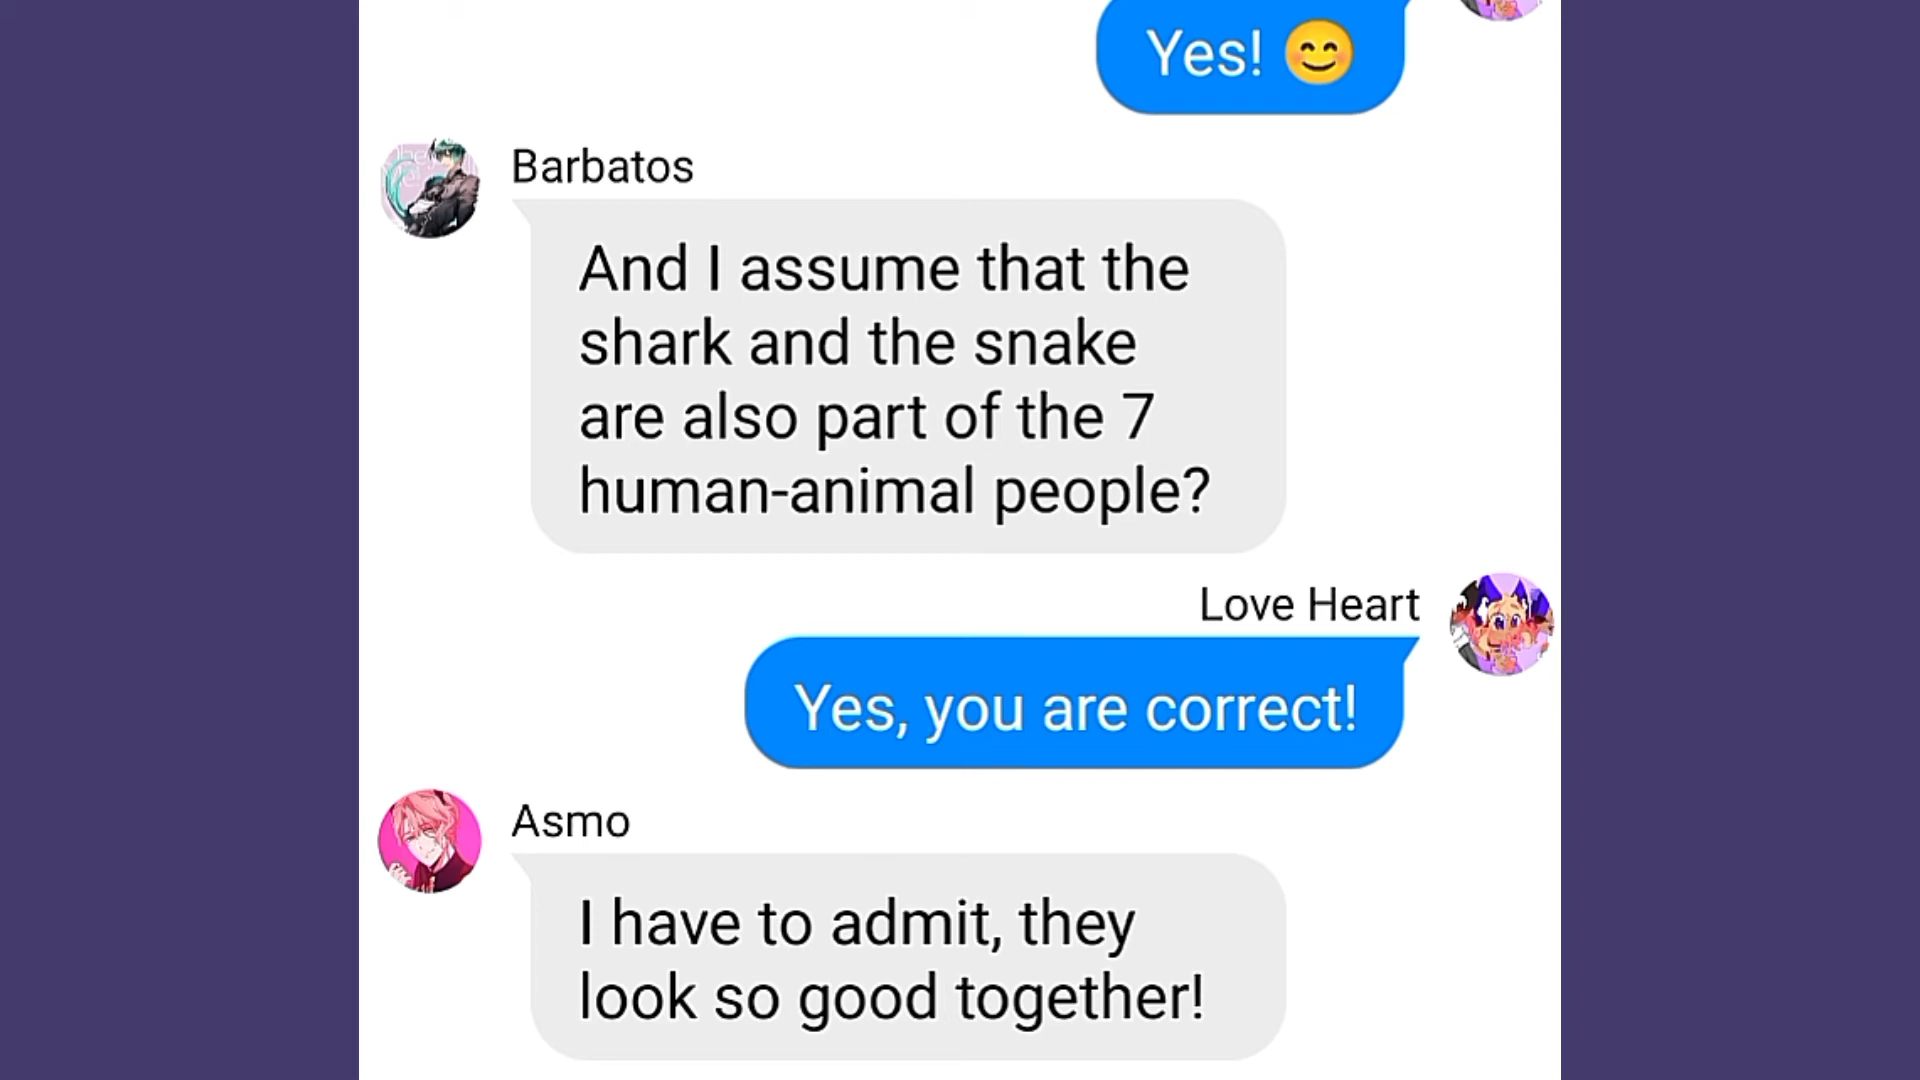 Yes! 😊
Barbatos
And I assume that the
shark and the snake
are also part of the 7
human-animal people?
Love Heart
Yes, you are correct!
Asmo
I have to admit, they
look so good together!